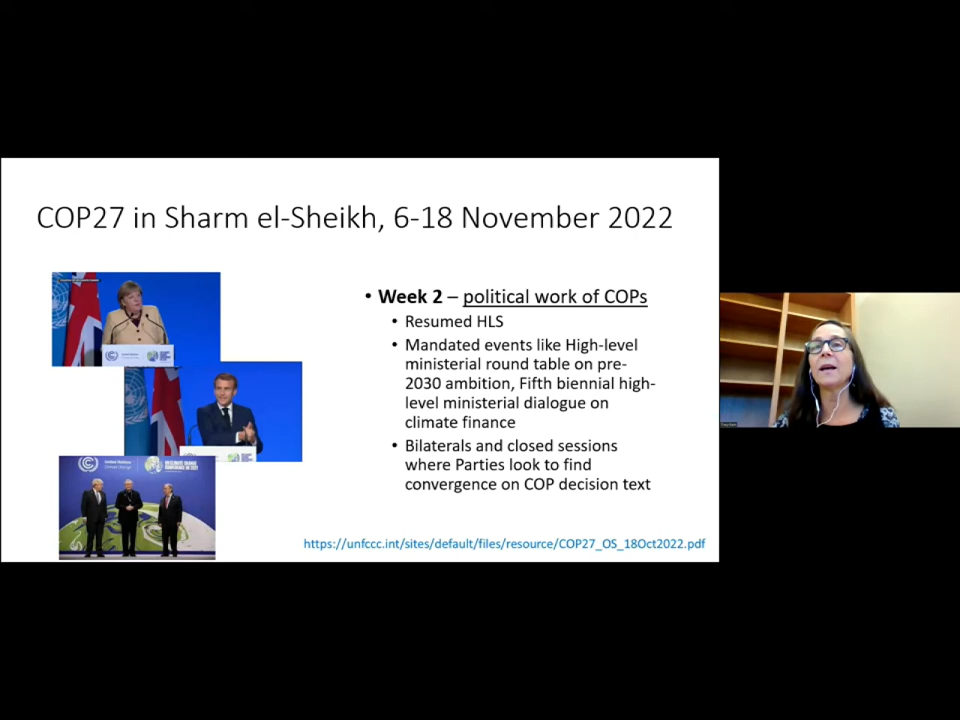 COP27 in Sharm el-Sheikh, 6-18 November 2022
• Week 2 – political work of COPs
• Resumed HLS
• Mandated events like High-level
ministerial round table on pre-
2030 ambition, Fifth biennial high-
level ministerial dialogue on
climate finance
• Bilaterals and closed sessions
where Parties look to find
convergence on COP decision text
https://unfccc.int/sites/default/files/resource/COP27_OS_18Oct2022.pdf